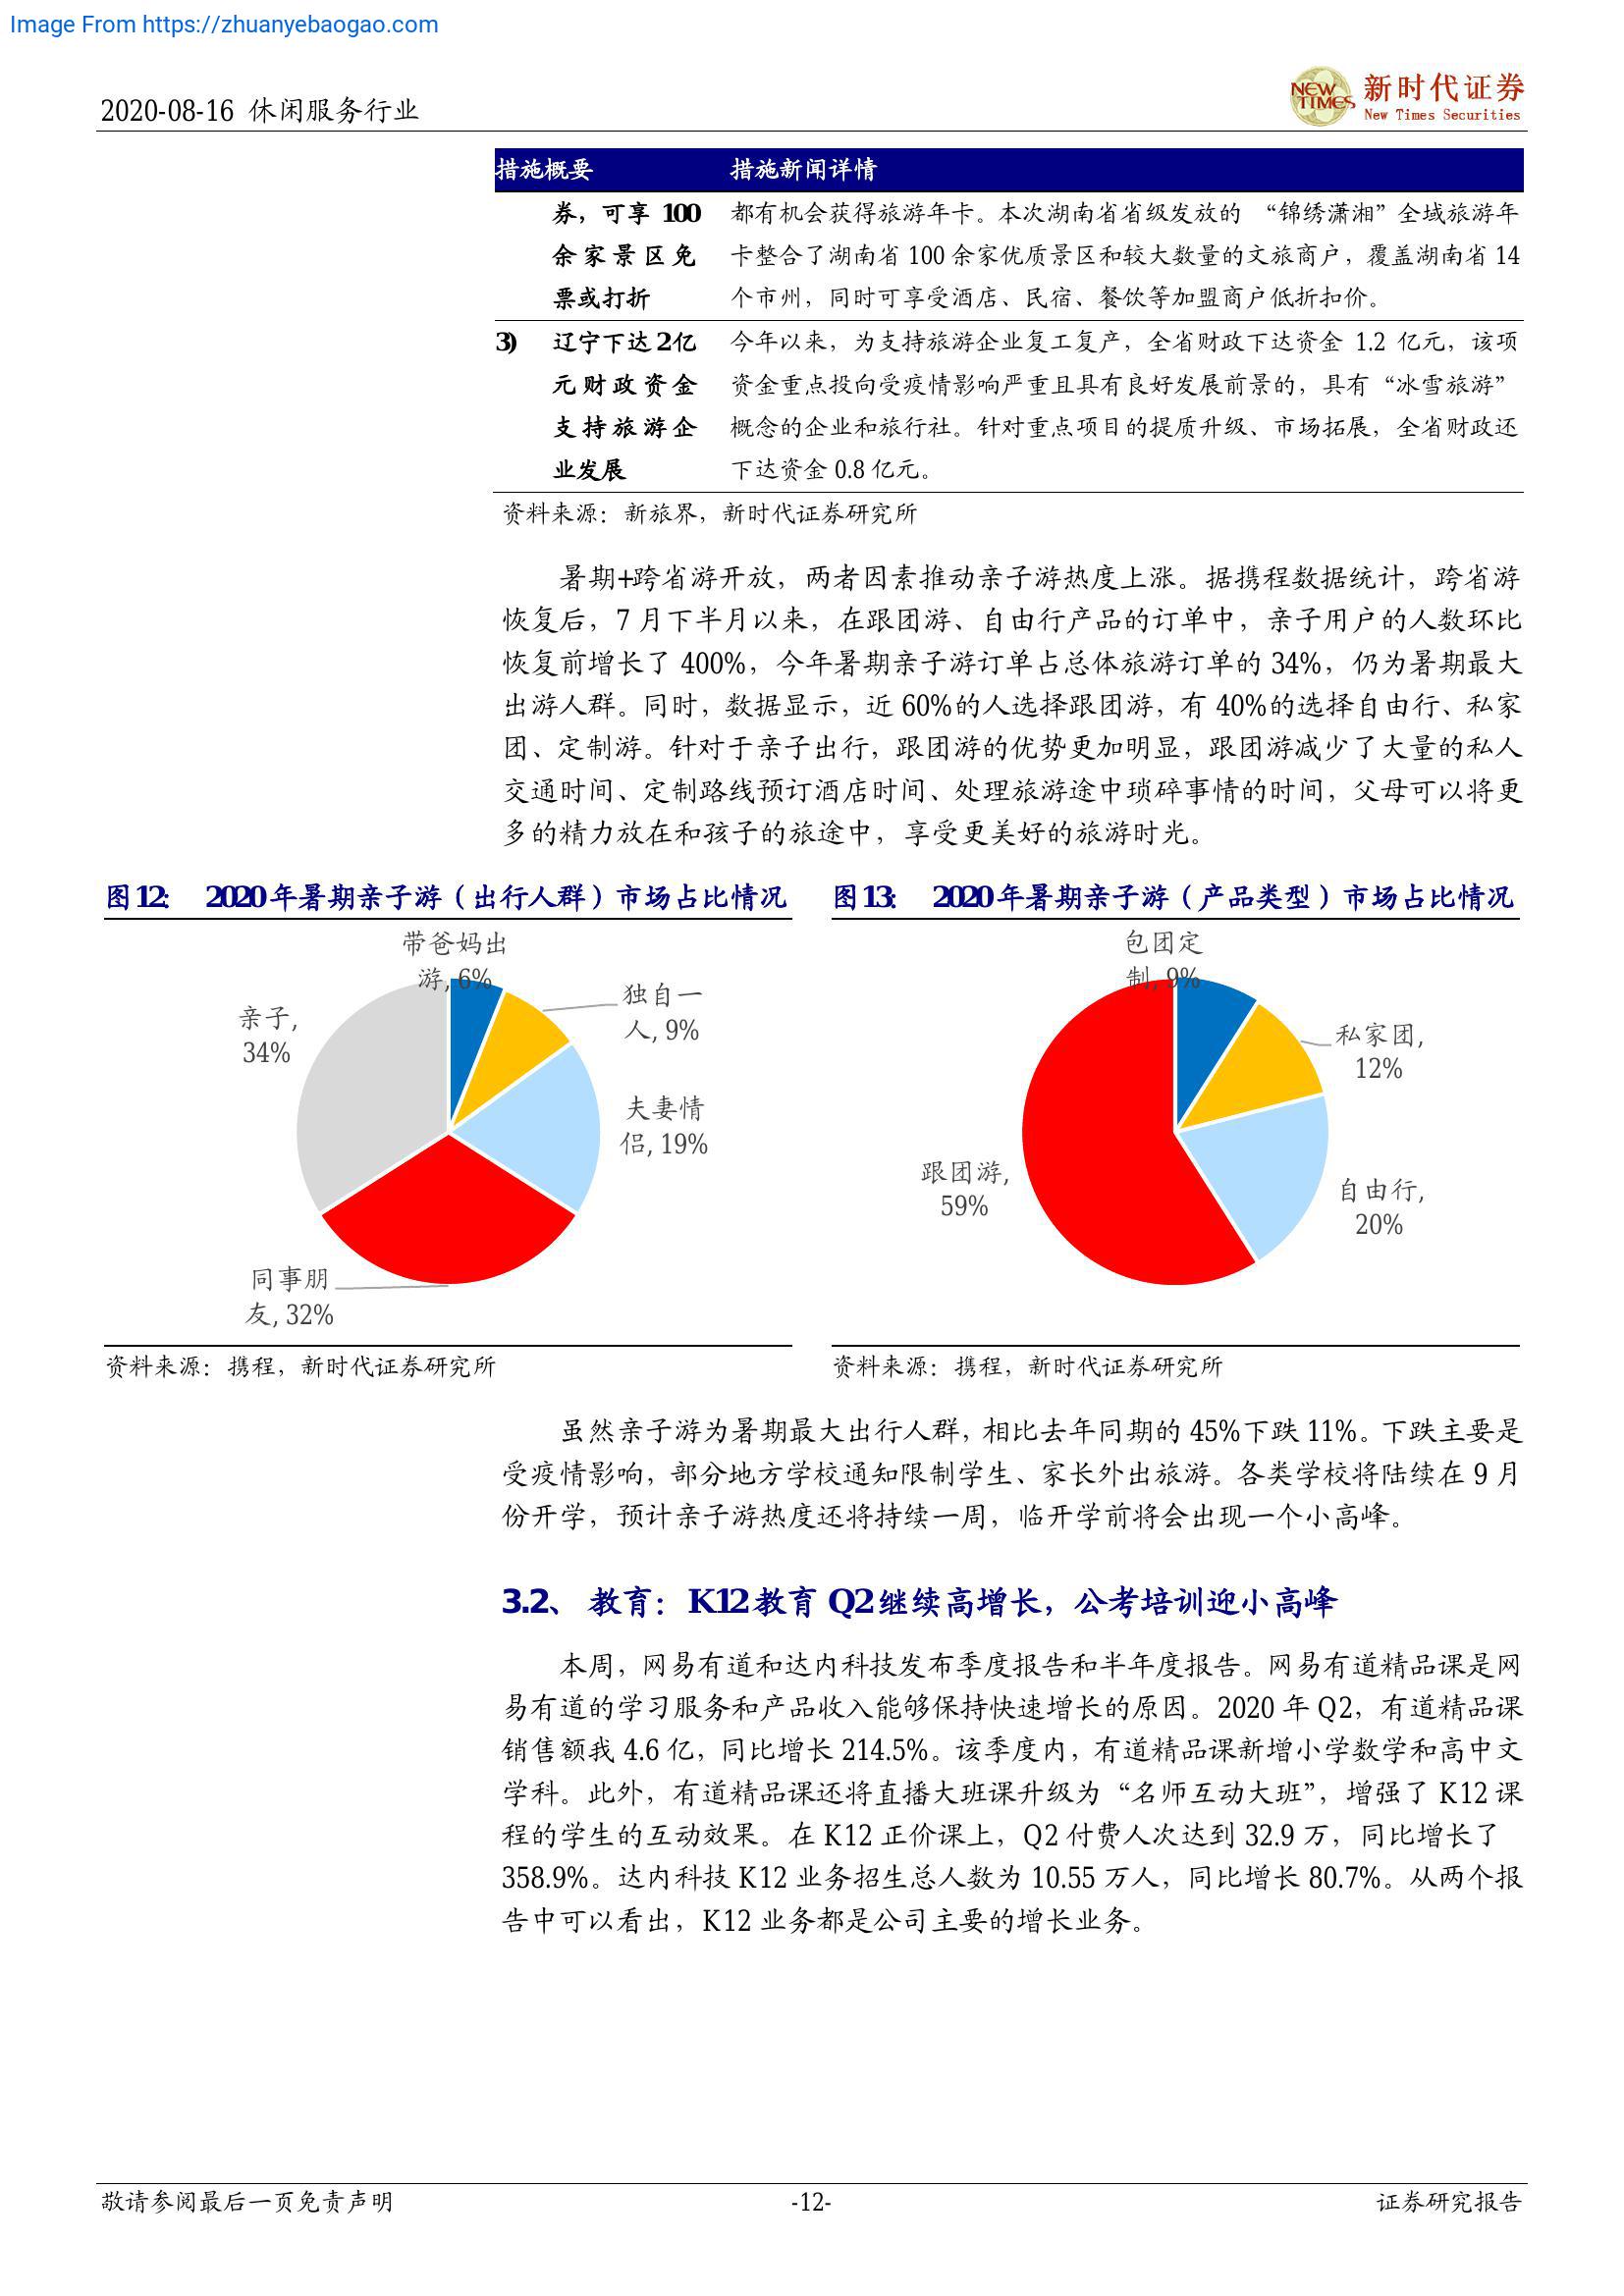 Image From https://zhuanyebaogao.com
2020-08-16 休闲服务行业
NEW TIMES
新时代证券
New Times Securities
措施概要 措施新闻详情
券，可享 100 都有机会获得旅游年卡。本次湖南省省级发放的 “锦绣潇湘”全域旅游年
余家景区免 卡整合了湖南省 100 余家优质景区和较大数量的文旅商户，覆盖湖南省 14
票或打折 个市州，同时可享受酒店、民宿、餐饮等加盟商户低折扣价。
3) 辽宁下达 2亿 今年以来，为支持旅游企业复工复产，全省财政下达资金 1.2 亿元，该项
元财政资金 资金重点投向受疫情影响严重且具有良好发展前景的，具有“冰雪旅游”
支持旅游企 概念的企业和旅行社。针对重点项目的提质升级、市场拓展，全省财政还
业发展 下达资金 0.8 亿元。
资料来源：新旅界，新时代证券研究所
暑期+跨省游开放，两者因素推动亲子游热度上涨。据携程数据统计，跨省游
恢复后，7 月下半月以来，在跟团游、自由行产品的订单中，亲子用户的人数环比
恢复前增长了 400%，今年暑期亲子游订单占总体旅游订单的 34%，仍为暑期最大
出游人群。同时，数据显示，近 60%的人选择跟团游，有 40%的选择自由行、私家
团、定制游。针对于亲子出行，跟团游的优势更加明显，跟团游减少了大量的私人
交通时间、定制路线预订酒店时间、处理旅游途中琐碎事情的时间，父母可以将更
多的精力放在和孩子的旅途中，享受更美好的旅游时光。
图12： 2020年暑期亲子游（出行人群）市场占比情况
带爸妈出
游, 6%
独自一
人, 9%
亲子,
34%
夫妻情
侣, 19%
同事朋
友, 32%
资料来源：携程，新时代证券研究所
图13： 2020年暑期亲子游（产品类型）市场占比情况
包团定
制, 9%
私家团,
12%
跟团游,
59%
自由行,
20%
资料来源：携程，新时代证券研究所
虽然亲子游为暑期最大出行人群，相比去年同期的 45%下跌 11%。下跌主要是
受疫情影响，部分地方学校通知限制学生、家长外出旅游。各类学校将陆续在 9 月
份开学，预计亲子游热度还将持续一周，临开学前将会出现一个小高峰。
3.2、 教育：K12教育 Q2继续高增长，公考培训迎小高峰
本周，网易有道和达内科技发布季度报告和半年度报告。网易有道精品课是网
易有道的学习服务和产品收入能够保持快速增长的原因。2020 年 Q2，有道精品课
销售额我 4.6 亿，同比增长 214.5%。该季度内，有道精品课新增小学数学和高中文
学科。此外，有道精品课还将直播大班课升级为“名师互动大班”，增强了 K12 课
程的学生的互动效果。在 K12 正价课上，Q2 付费人次达到 32.9 万，同比增长了
358.9%。达内科技 K12 业务招生总人数为 10.55 万人，同比增长 80.7%。从两个报
告中可以看出，K12 业务都是公司主要的增长业务。
敬请参阅最后一页免责声明 -12- 证券研究报告